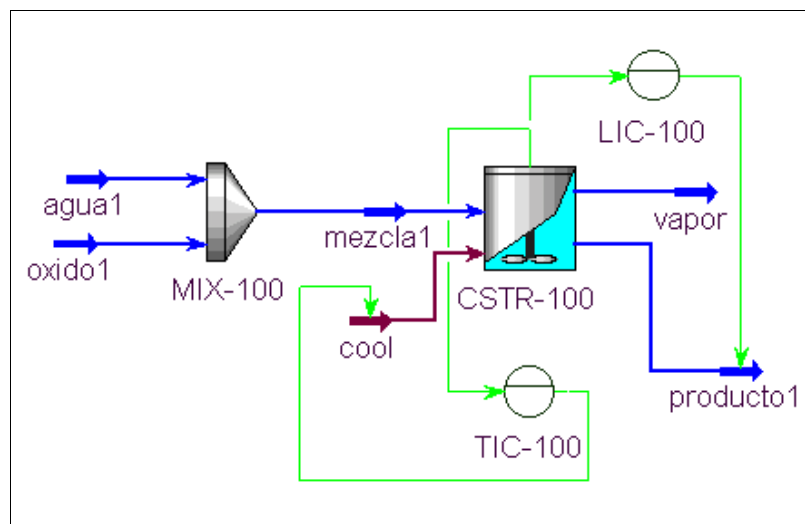 LIC-100
agua1
mezcla1
vapor
oxido1
MIX-100
CSTR-100
cool
producto1
TIC-100